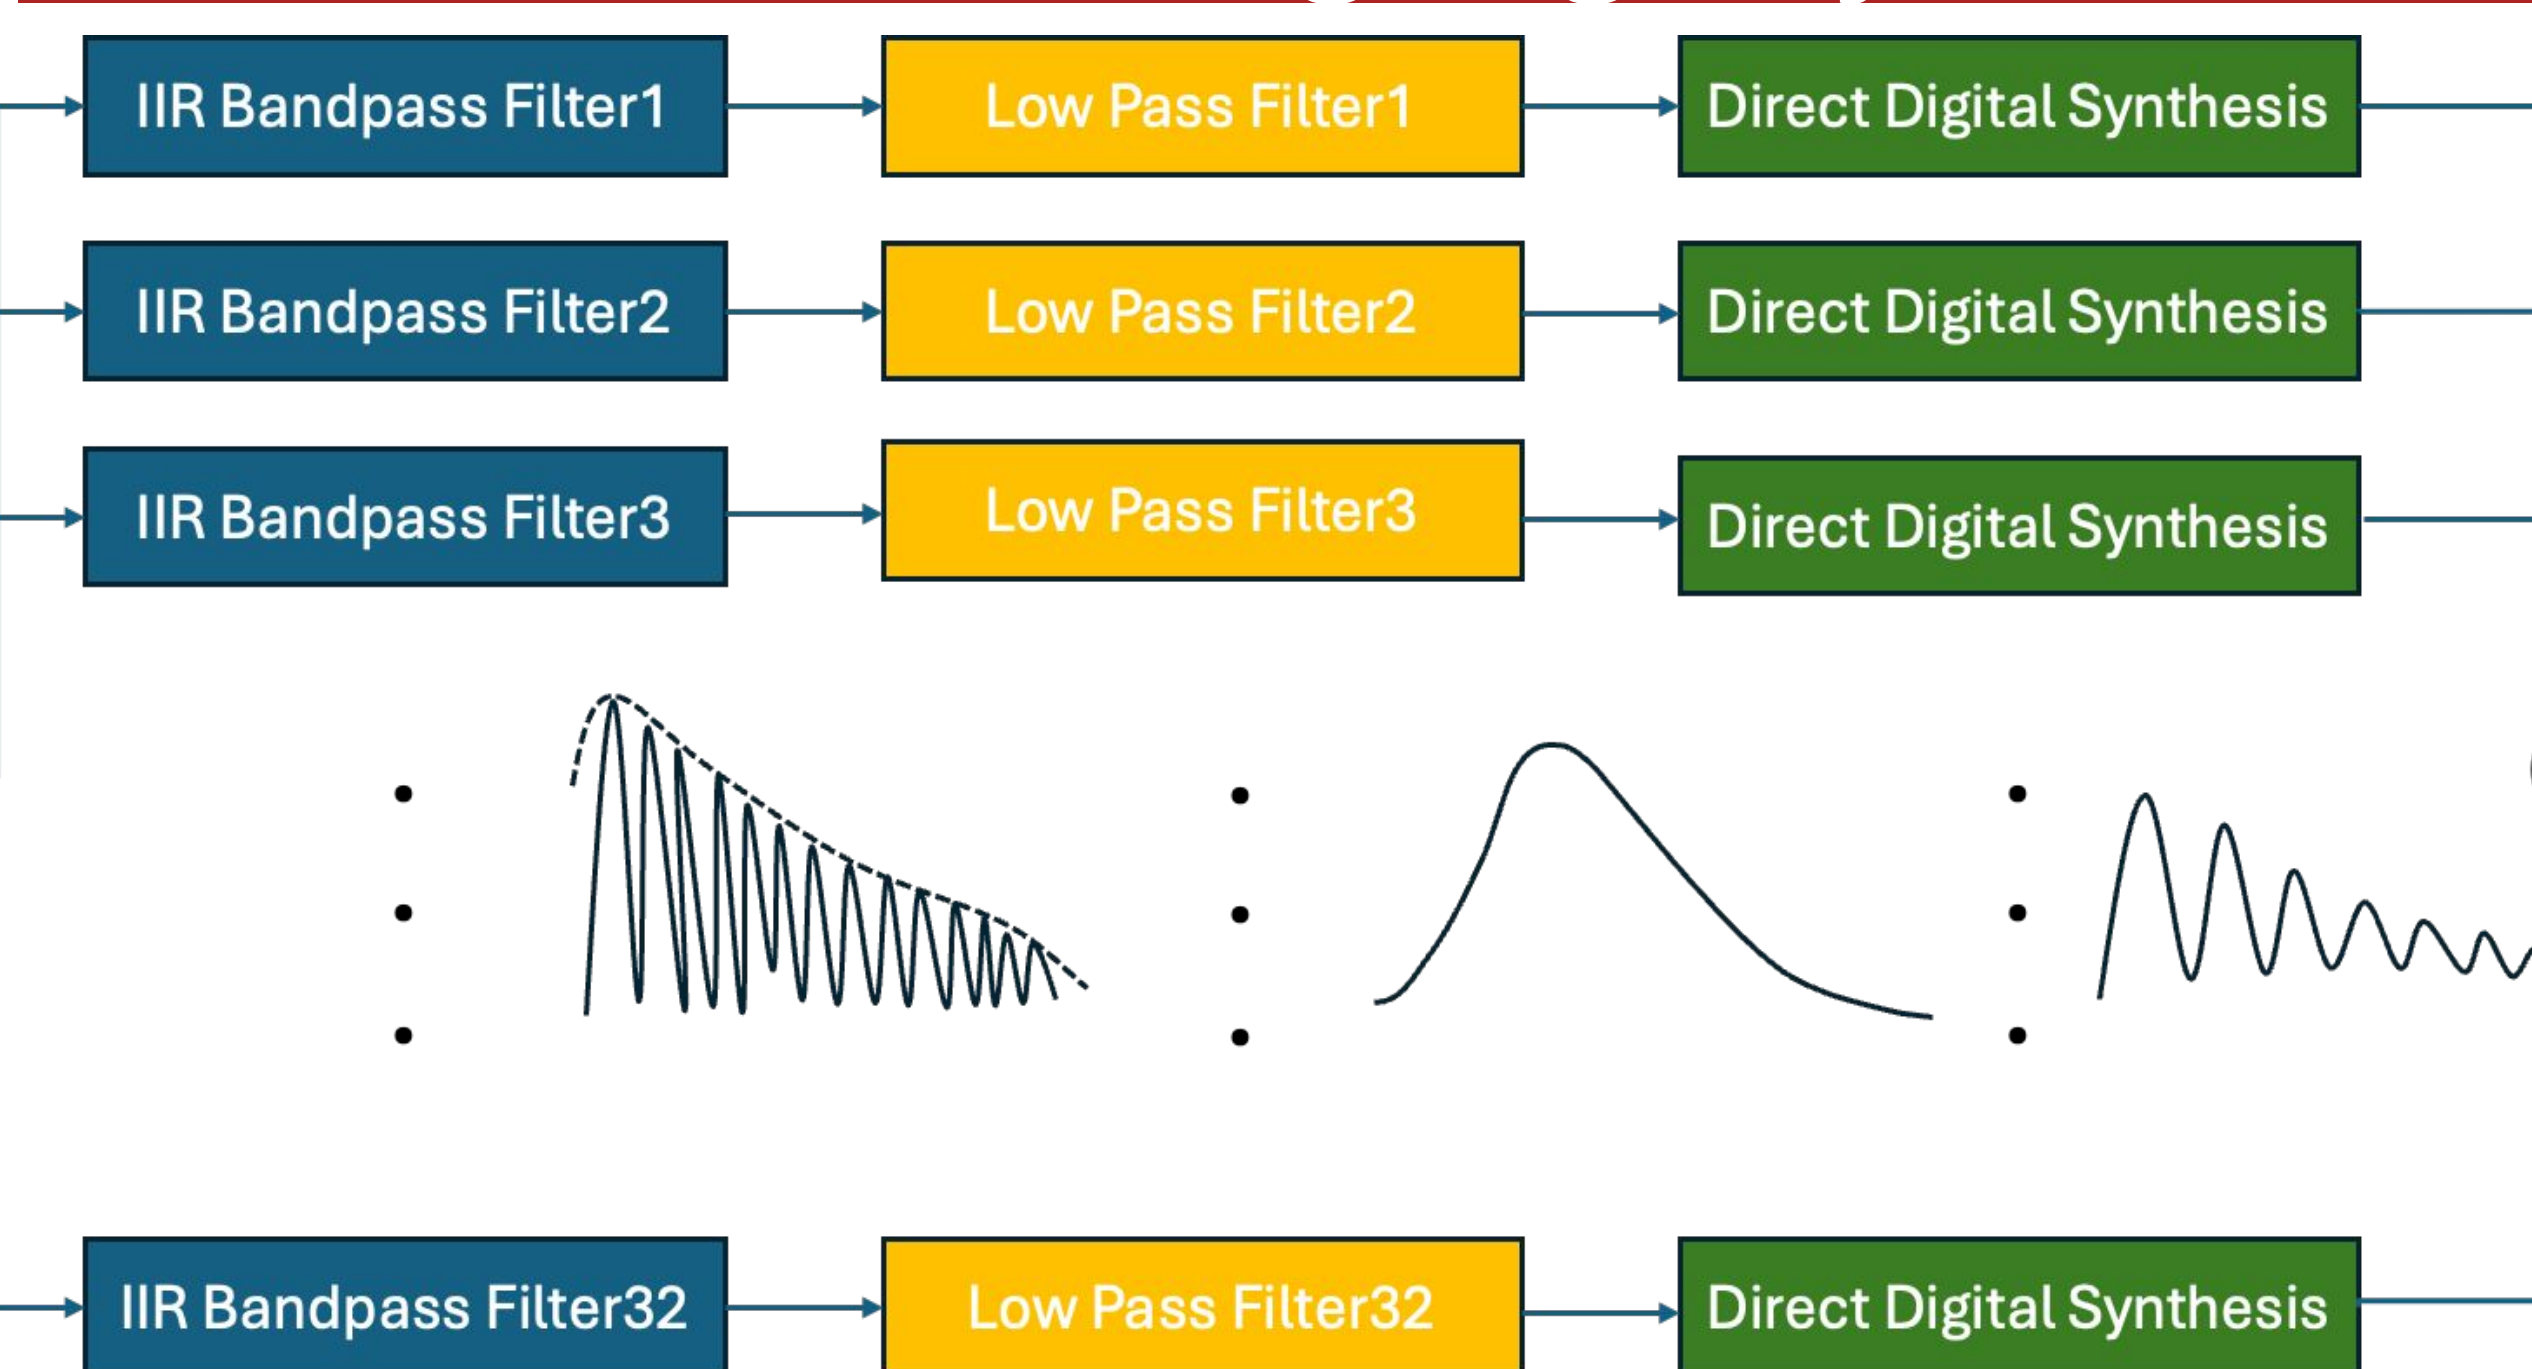 IIR Bandpass Filter1
Low Pass Filter1
Direct Digital Synthesis
IIR Bandpass Filter2
Low Pass Filter2
Direct Digital Synthesis
IIR Bandpass Filter3
Low Pass Filter3
Direct Digital Synthesis
IIR Bandpass Filter32
Low Pass Filter32
Direct Digital Synthesis